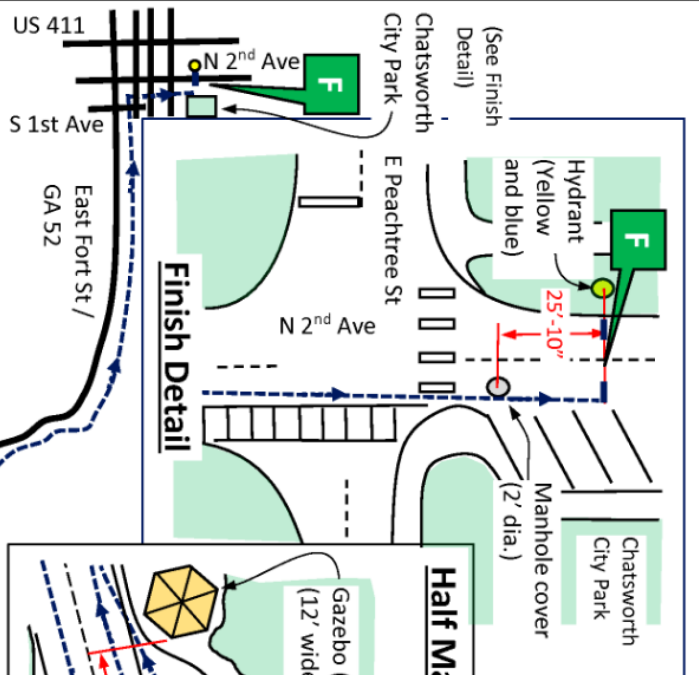 US 411
N 2nd Ave
F
S 1st Ave
Chatsworth
City Park
(See Finish
Detail)
East Fort St /
GA 52
Finish Detail
E Peachtree St
N 2nd Ave
Hydrant
(Yellow
and blue)
F
25'-10"
Manhole cover
(2' dia.)
Chatsworth
City Park
Half Ma
Gazebo (
(12' wide